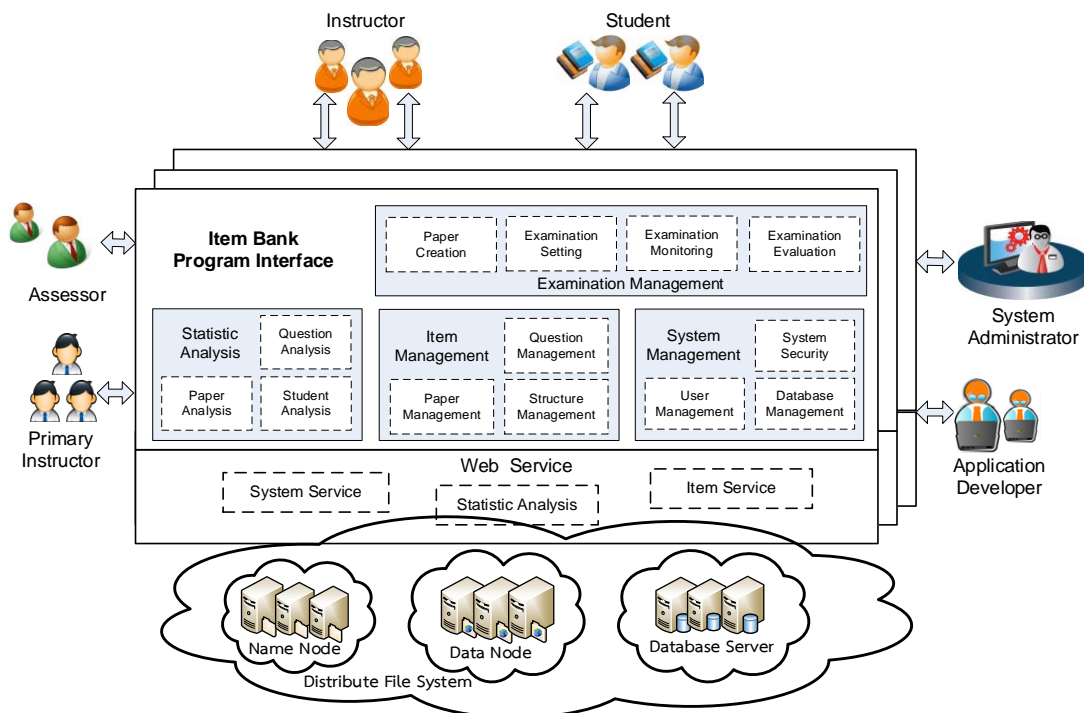 Instructor
Student
Item Bank
Program Interface
Paper
Creation
Examination
Setting
Examination
Monitoring
Examination
Evaluation
Examination Management
Assessor
System
Administrator
Statistic
Analysis
Question
Analysis
Paper
Analysis
Student
Analysis
Item
Management
Question
Management
Paper
Management
Structure
Management
System
Management
System
Security
User
Management
Database
Management
Primary
Instructor
Application
Developer
Web Service
System Service
Statistic Analysis
Item Service
Name Node
Data Node
Database Server
Distribute File System